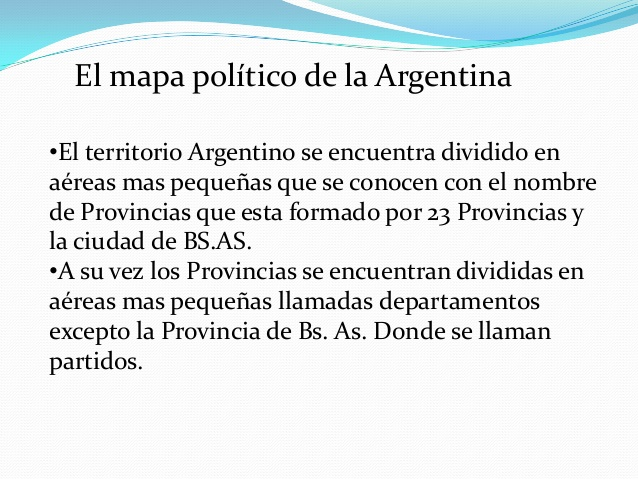 El mapa político de la Argentina
•El territorio Argentino se encuentra dividido en
aéreas mas pequeñas que se conocen con el nombre
de Provincias que esta formado por 23 Provincias y
la ciudad de BS.AS.
•A su vez los Provincias se encuentran divididas en
aéreas mas pequeñas llamadas departamentos
excepto la Provincia de Bs. As. Donde se llaman
partidos.